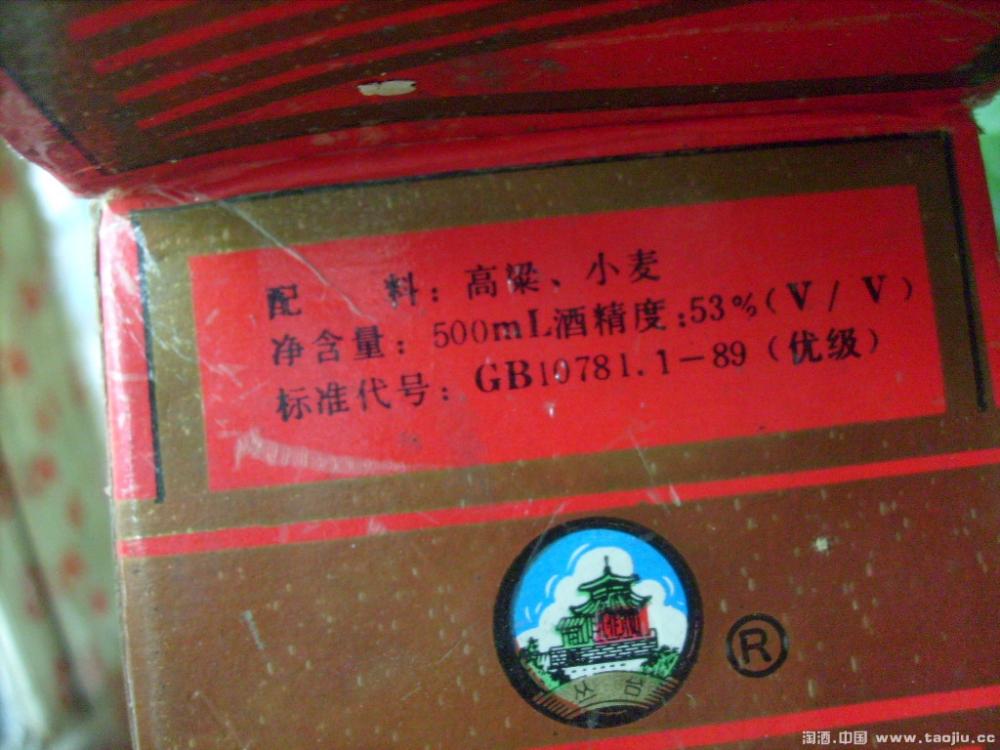 配 料：高粱、小麦
净含量：500mL酒精度：53%（V/V）
标准代号：GB10781.1-89（优级）
丛台
®
淘酒.中国 www.taojiu.cc